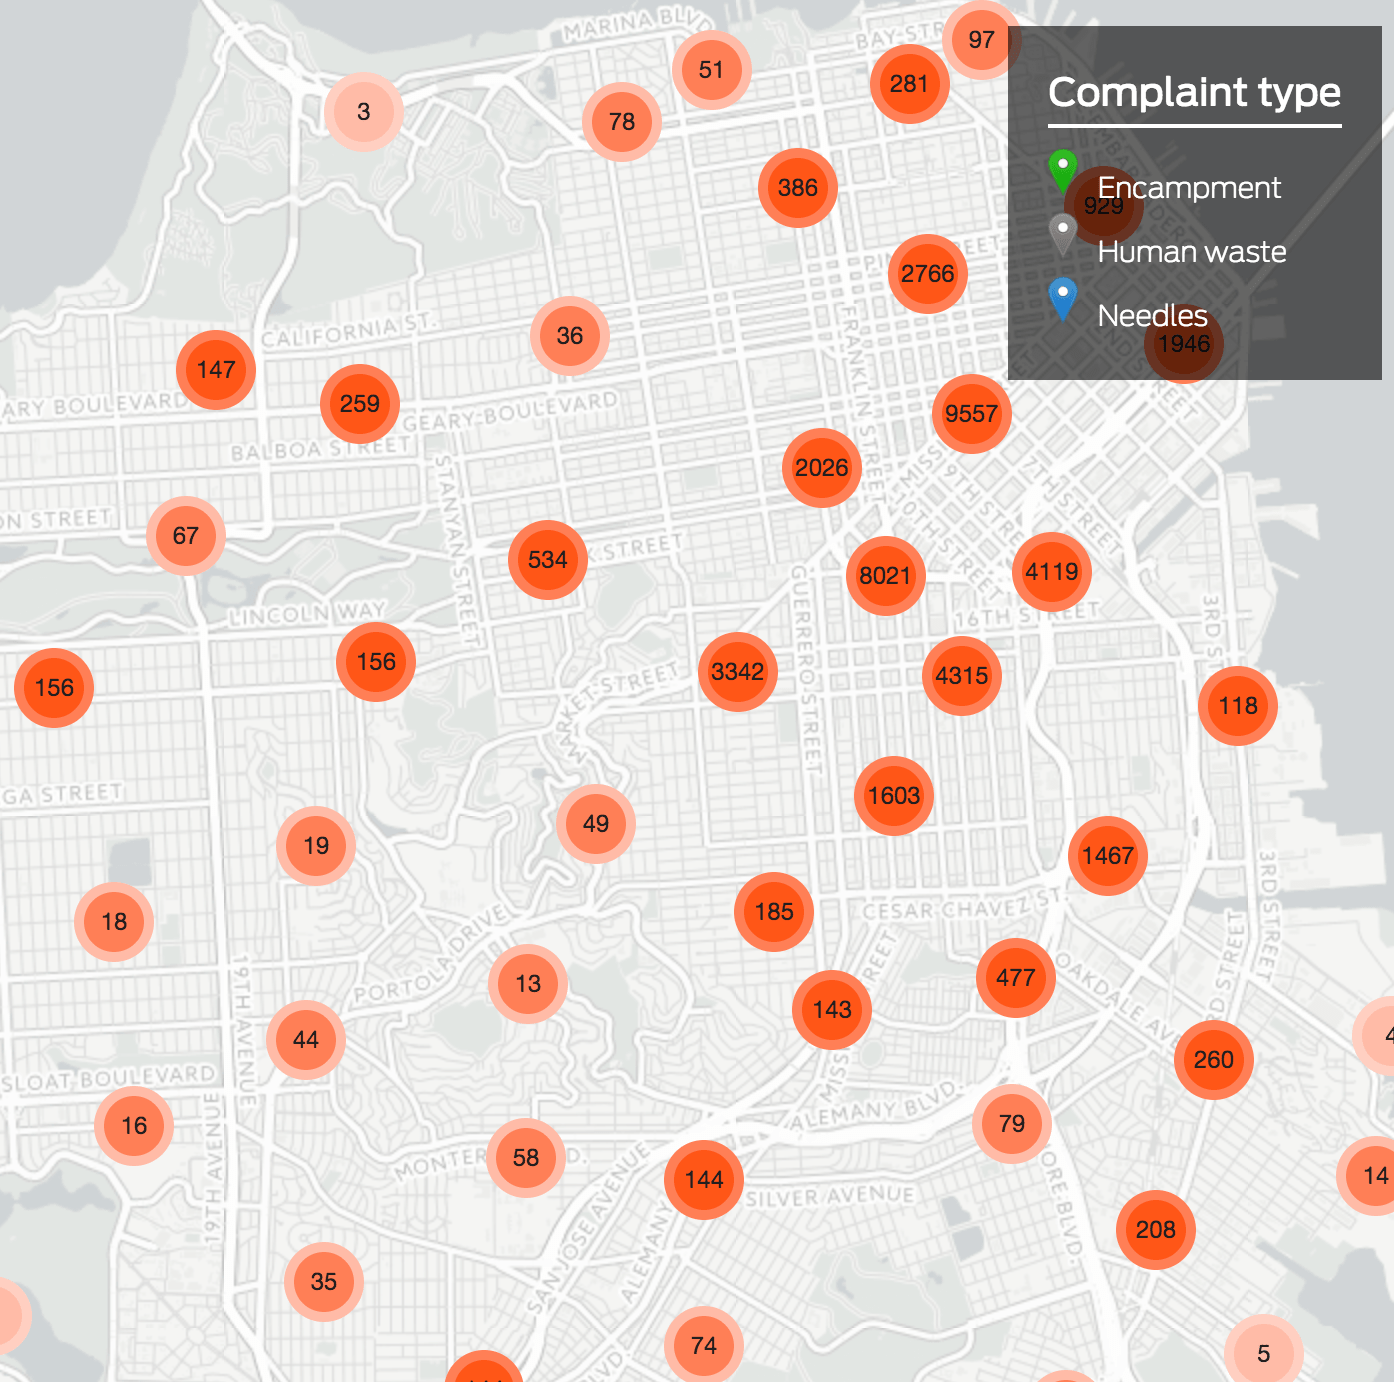 MARINA BLVD
BAY STR
97
51
281
3
78
Complaint type
386
Encampment
929
Human waste
2766
Needles
1946
CALIFORNIA ST.
36
147
259
ARY BOULEVARD
GEARY BOULEVARD
FRANKLIN STREET
9557
BALBOA STREET
2026
9TH STREET
7TH STREET
STANYAN STREET
ON STREET
67
534
K STREET
8021
4119
LINCOLN WAY
16TH STREET
3RD ST
156
156
MARKET STREET
3342
GUERRERO STREET
4315
118
GA STREET
1603
19
49
1467
3RD STREET
18
185
CESAR CHAVEZ ST.
PORTOLA DRIVE
13
477
OAKDALE AVE
19TH AVENUE
143
44
4
260
SLOAT BOULEVARD
16
ALEMANY BLVD.
79
58
144
SILVER AVENUE
14
19TH AVENUE
SAN JOSE AVENUE
ALEMANY
ORE BLVD.
208
35
74
5